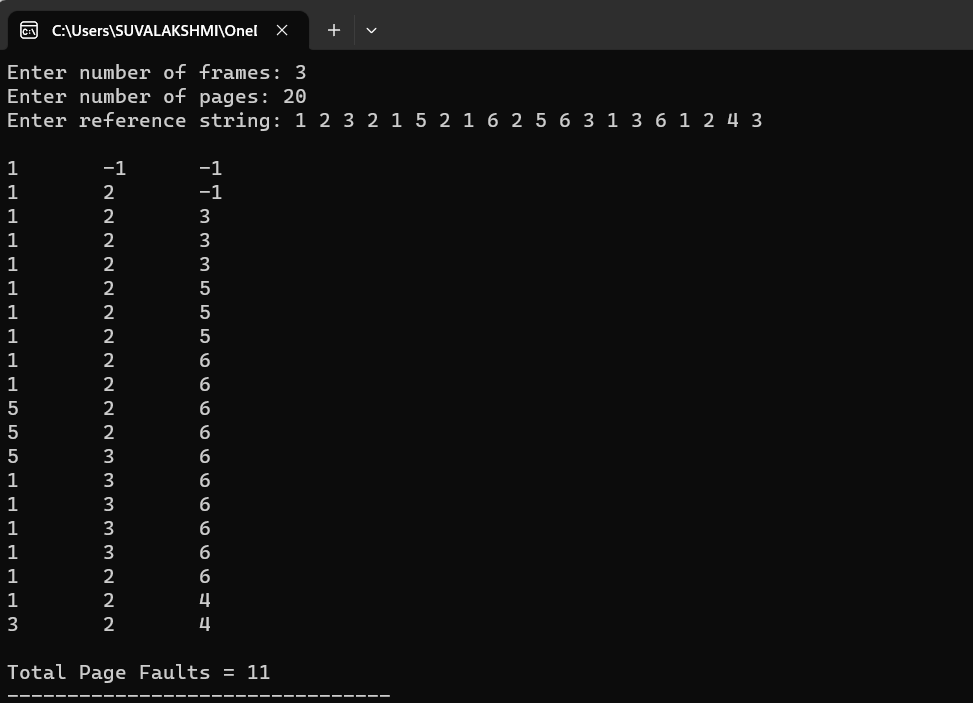 C:\Users\SUVALAKSHMI\OneI
Enter number of frames: 3
Enter number of pages: 20
Enter reference string: 1 2 3 2 1 5 2 1 6 2 5 6 3 1 3 6 1 2 4 3
1 -1 -1
1 2 -1
1 2 3
1 2 3
1 2 3
1 2 5
1 2 5
1 2 5
1 2 6
1 2 6
5 2 6
5 2 6
5 3 6
1 3 6
1 3 6
1 3 6
1 3 6
1 2 6
1 2 4
3 2 4
Total Page Faults = 11
--------------------------------